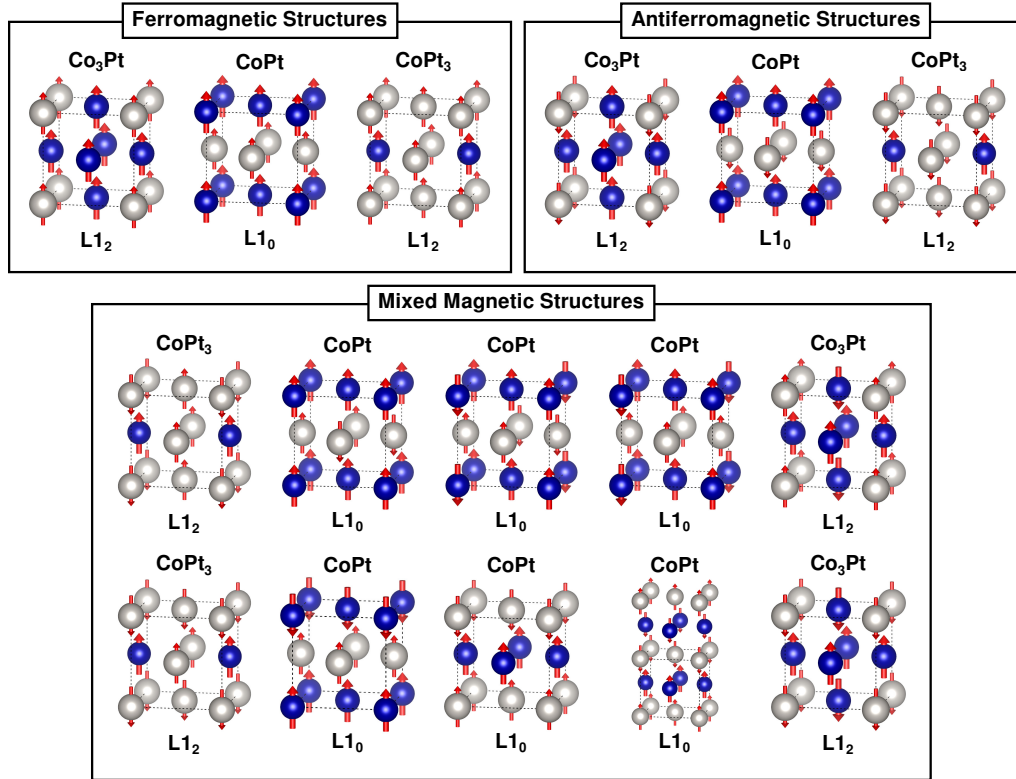 Ferromagnetic Structures
Antiferromagnetic Structures
Co₃Pt CoPt CoPt₃
Co₃Pt CoPt CoPt₃
L1₂ L1₀ L1₂
L1₂ L1₀ L1₂
Mixed Magnetic Structures
CoPt₃ CoPt CoPt CoPt Co₃Pt
L1₂ L1₀ L1₀ L1₀ L1₂
CoPt₃ CoPt CoPt CoPt Co₃Pt
L1₂ L1₀ L1₀ L1₀ L1₂